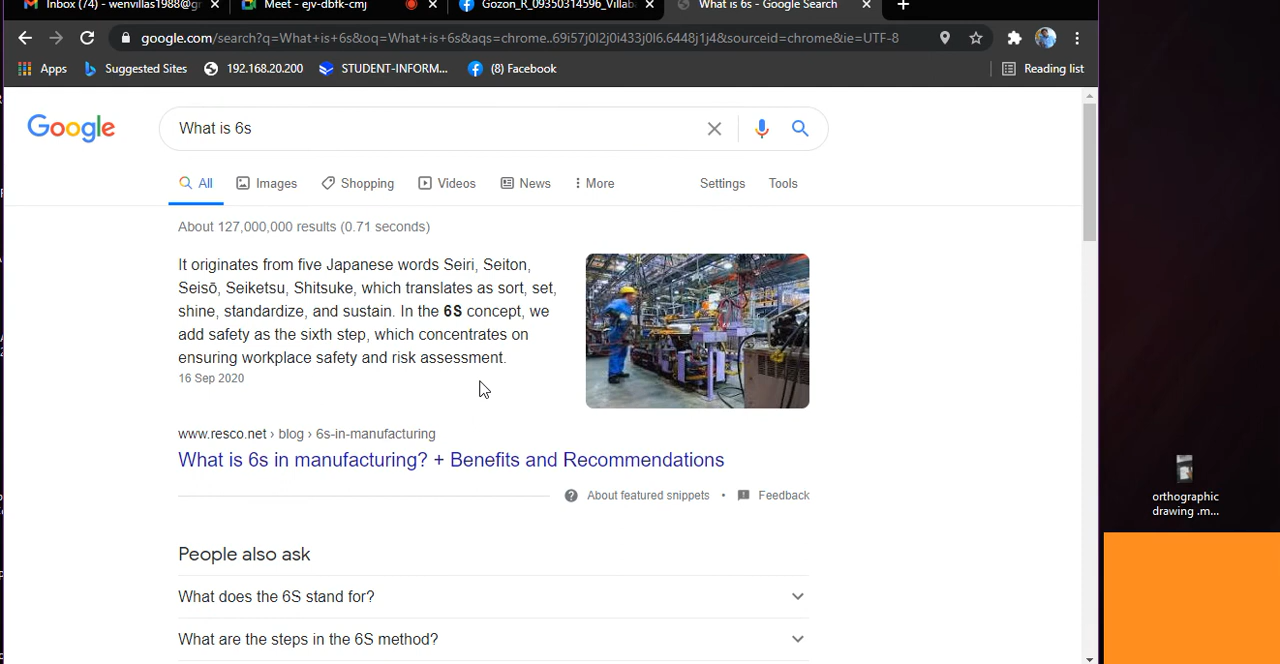 Inbox (74) - wenvillas1988@gr
Meet - ejv-dbfk-cmj
Gozon_R_09350314596_Villaba
What is 6s - Google Search
google.com/search?q=What+is+6s&oq=What+is+6s&aqs=chrome..69i57j0l2j0i433j0l6.6448j1j4&sourceid=chrome&ie=UTF-8
Apps
Suggested Sites
192.168.20.200
STUDENT-INFORM...
(8) Facebook
Reading list
Google
What is 6s
All
Images
Shopping
Videos
News
More
Settings
Tools
About 127,000,000 results (0.71 seconds)
It originates from five Japanese words Seiri, Seiton,
Seisō, Seiketsu, Shitsuke, which translates as sort, set,
shine, standardize, and sustain. In the 6S concept, we
add safety as the sixth step, which concentrates on
ensuring workplace safety and risk assessment.
16 Sep 2020
www.resco.net › blog › 6s-in-manufacturing
What is 6s in manufacturing? + Benefits and Recommendations
About featured snippets
•
Feedback
People also ask
What does the 6S stand for?
What are the steps in the 6S method?
orthographic
drawing .m...